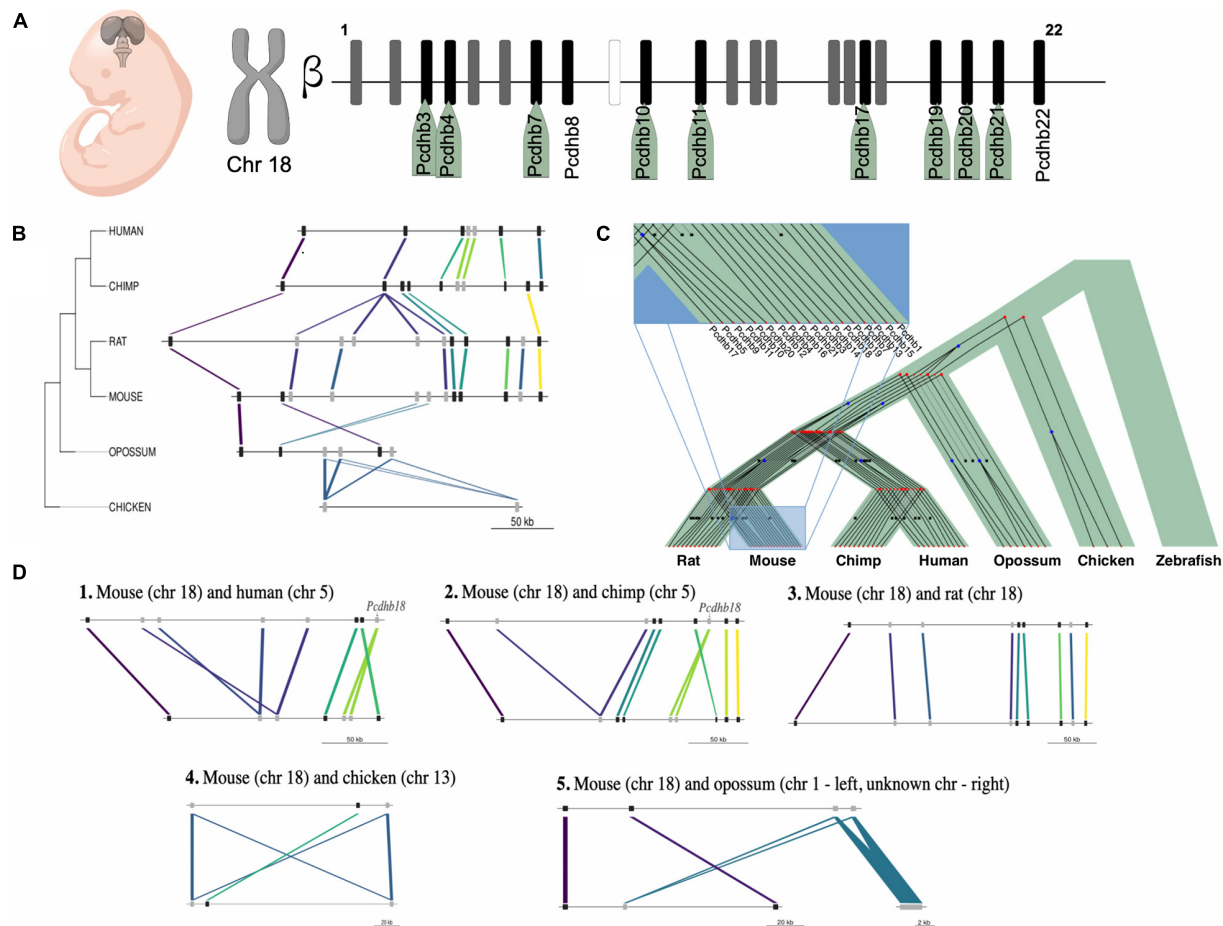 A
1
22
β
Chr 18
Pcdhb3
Pcdhb4
Pcdhb7
Pcdhb8
Pcdhb10
Pcdhb11
Pcdhb17
Pcdhb19
Pcdhb20
Pcdhb21
Pcdhb22
B
HUMAN
CHIMP
RAT
MOUSE
OPOSSUM
CHICKEN
50 kb
C
Pcdhb17
Pcdhb5
Pcdhb9
Pcdhb11
Pcdhb10
Pcdhb20
Pcdhb12
Pcdhb4
Pcdhb16
Pcdhb21
Pcdhb3
Pcdhb14
Pcdhb18
Pcdhb19
Pcdhb2
Pcdhb13
Pcdhb15
Pcdhb1
Rat Mouse Chimp Human Opossum Chicken Zebrafish
D
1. Mouse (chr 18) and human (chr 5)
Pcdhb18
50 kb
2. Mouse (chr 18) and chimp (chr 5)
Pcdhb18
50 kb
3. Mouse (chr 18) and rat (chr 18)
50 kb
4. Mouse (chr 18) and chicken (chr 13)
20 kb
5. Mouse (chr 18) and opossum (chr 1 - left, unknown chr - right)
20 kb
2 kb